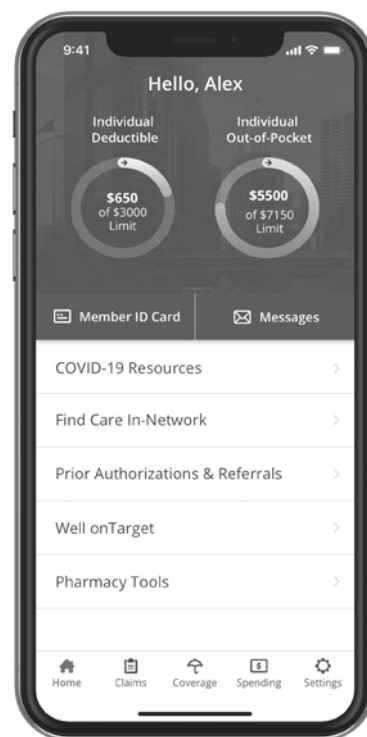 9:41
Hello, Alex
Individual
Deductible
$650
of $3000
Limit
Individual
Out-of-Pocket
$5500
of $7150
Limit
Member ID Card
Messages
COVID-19 Resources
Find Care In-Network
Prior Authorizations & Referrals
Well onTarget
Pharmacy Tools
Home
Claims
Coverage
Spending
Settings